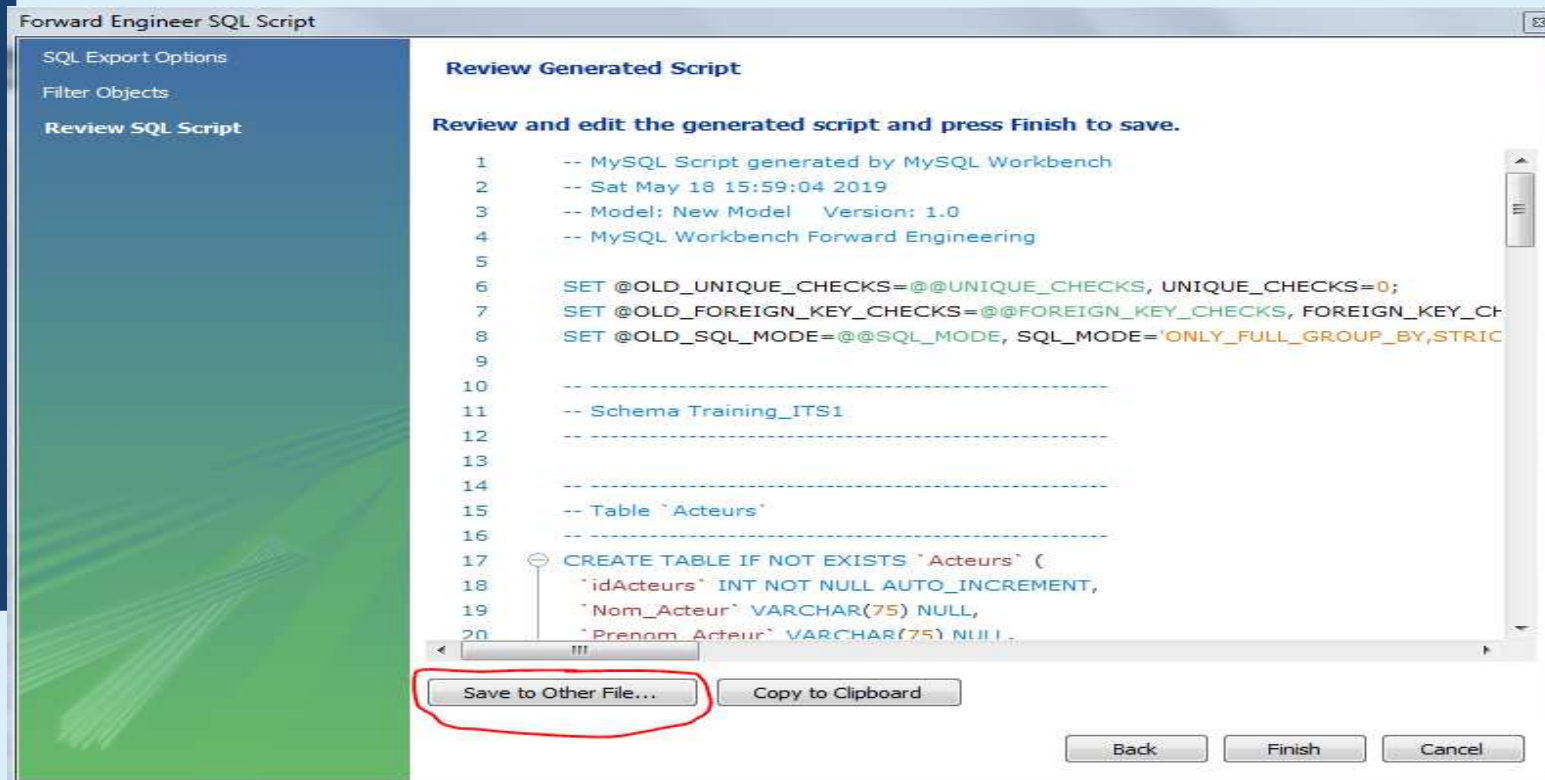 Forward Engineer SQL Script
SQL Export Options
Filter Objects
Review SQL Script
Review Generated Script
Review and edit the generated script and press Finish to save.
1 -- MySQL Script generated by MySQL Workbench
2 -- Sat May 18 15:59:04 2019
3 -- Model: New Model    Version: 1.0
4 -- MySQL Workbench Forward Engineering
5
6 SET @OLD_UNIQUE_CHECKS=@@UNIQUE_CHECKS, UNIQUE_CHECKS=0;
7 SET @OLD_FOREIGN_KEY_CHECKS=@@FOREIGN_KEY_CHECKS, FOREIGN_KEY_CH
8 SET @OLD_SQL_MODE=@@SQL_MODE, SQL_MODE='ONLY_FULL_GROUP_BY,STRIC
9
10 -- -----------------------------------------------------
11 -- Schema Training_ITS1
12 -- -----------------------------------------------------
13
14 -- -----------------------------------------------------
15 -- Table `Acteurs`
16 -- -----------------------------------------------------
17 CREATE TABLE IF NOT EXISTS `Acteurs` (
18 `idActeurs` INT NOT NULL AUTO_INCREMENT,
19 `Nom_Acteur` VARCHAR(75) NULL,
20 `Prenom_Acteur` VARCHAR(75) NULL,
Save to Other File...
Copy to Clipboard
Back
Finish
Cancel